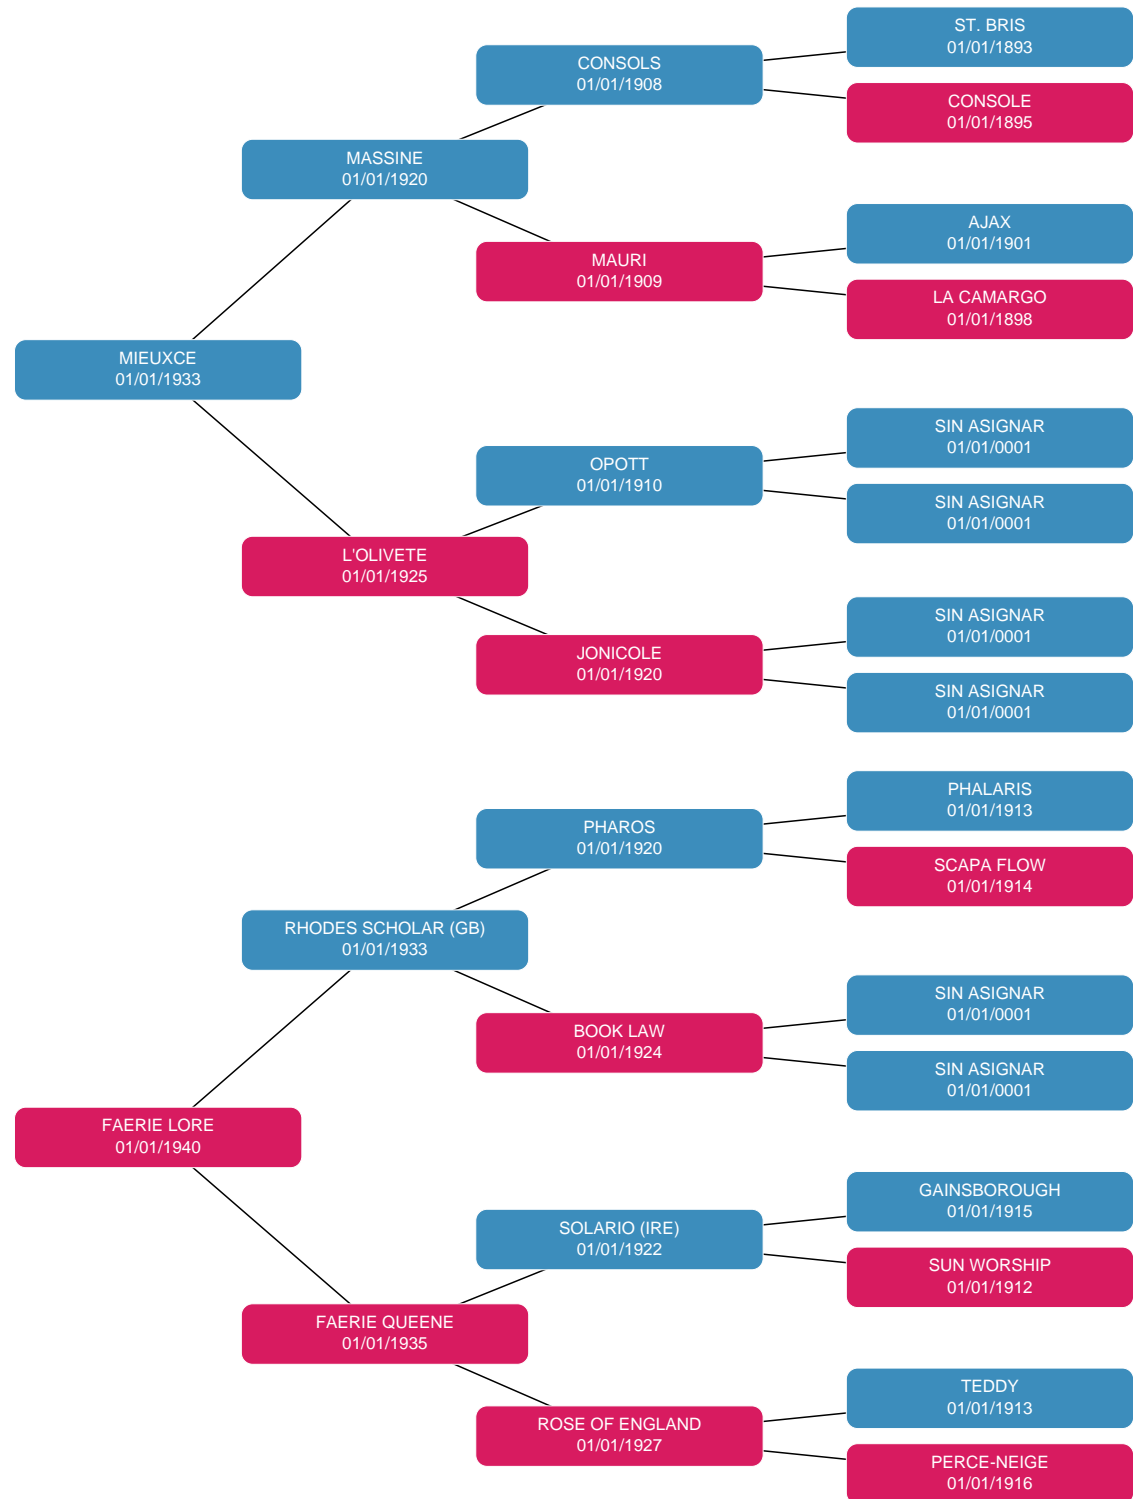 ST. BRIS
01/01/1893
CONSOLS
01/01/1908
CONSOLE
01/01/1895
MASSINE
01/01/1920
AJAX
01/01/1901
MAURI
01/01/1909
LA CAMARGO
01/01/1898
MIEUXCE
01/01/1933
SIN ASIGNAR
01/01/0001
OPOTT
01/01/1910
SIN ASIGNAR
01/01/0001
L'OLIVETE
01/01/1925
SIN ASIGNAR
01/01/0001
JONICOLE
01/01/1920
SIN ASIGNAR
01/01/0001
PHALARIS
01/01/1913
PHAROS
01/01/1920
SCAPA FLOW
01/01/1914
RHODES SCHOLAR (GB)
01/01/1933
SIN ASIGNAR
01/01/0001
BOOK LAW
01/01/1924
SIN ASIGNAR
01/01/0001
FAERIE LORE
01/01/1940
GAINSBOROUGH
01/01/1915
SOLARIO (IRE)
01/01/1922
SUN WORSHIP
01/01/1912
FAERIE QUEENE
01/01/1935
TEDDY
01/01/1913
ROSE OF ENGLAND
01/01/1927
PERCE-NEIGE
01/01/1916